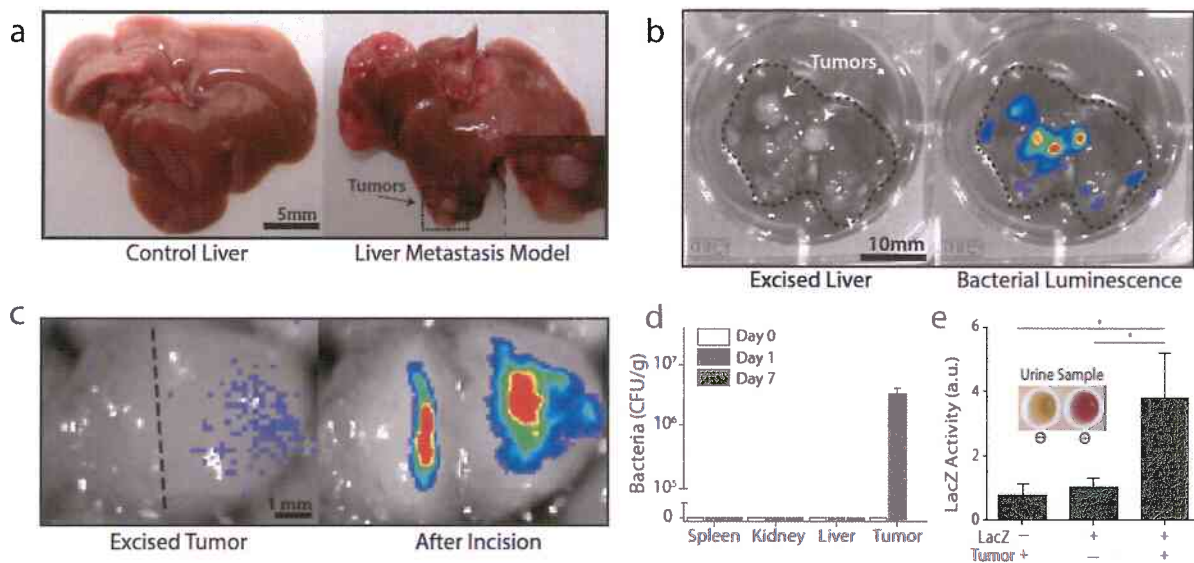 a
Tumors
5mm
Control Liver
Liver Metastasis Model
b
Tumors
10mm
Excised Liver
Bacterial Luminescence
c
1 mm
Excised Tumor
After Incision
d
Day 0
Day 1
Day 7
Bacteria (CFU/g)
10⁷
10⁶
10⁵
0
Spleen Kidney Liver Tumor
e
LacZ Activity (a.u.)
6
4
2
0
* 
*
Urine Sample
⊖ ⊕
LacZ − + +
Tumor + − +